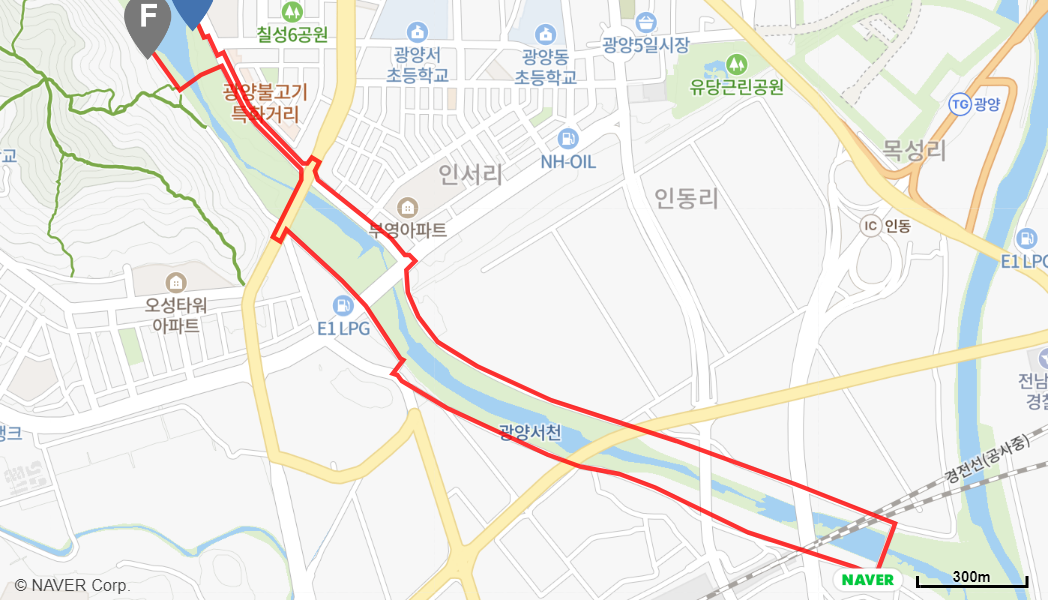 F
칠성6공원
광양서
초등학교
광양동
초등학교
광양5일시장
유당근린공원
광양불고기
특화거리
TG 광양
목성리
NH-OIL
인서리
인동리
부영아파트
IC 인동
E1 LPG
오성타워
아파트
E1 LPG
전남
경찰
광양서천
경전선(공사중)
NAVER
300m
© NAVER Corp.